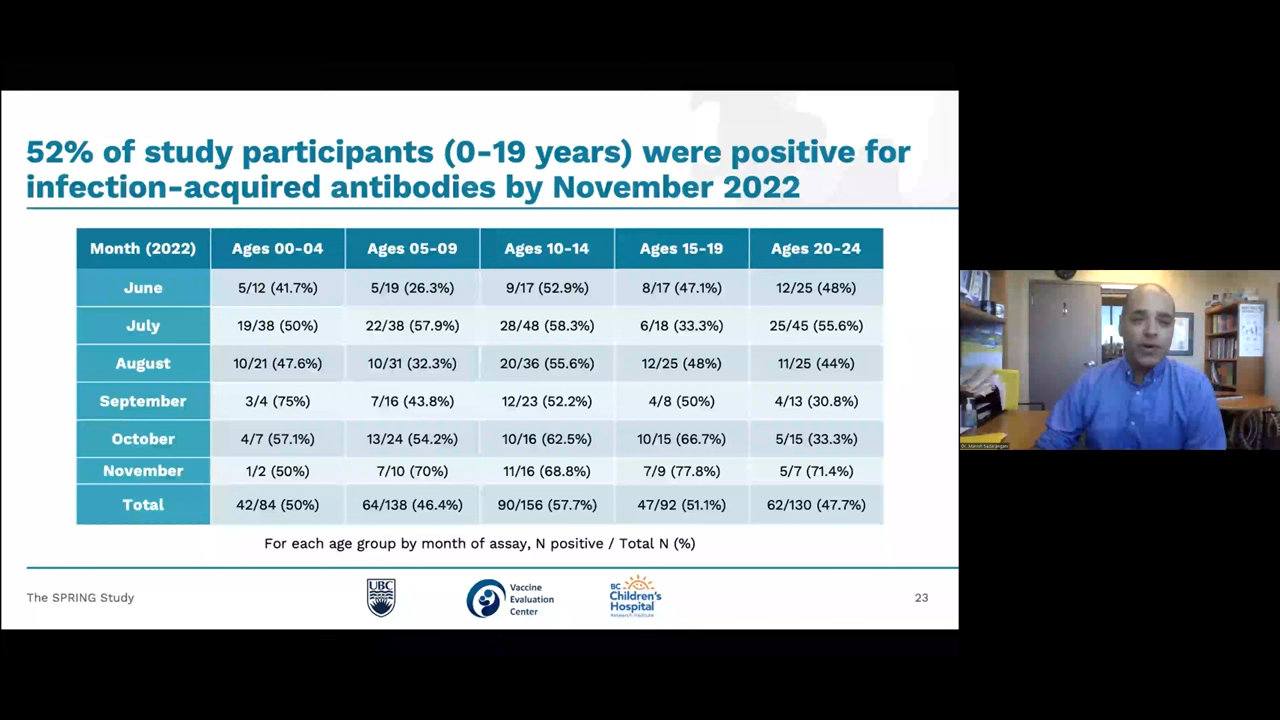 52% of study participants (0-19 years) were positive for
infection-acquired antibodies by November 2022
Month (2022) Ages 00-04 Ages 05-09 Ages 10-14 Ages 15-19 Ages 20-24
June 5/12 (41.7%) 5/19 (26.3%) 9/17 (52.9%) 8/17 (47.1%) 12/25 (48%)
July 19/38 (50%) 22/38 (57.9%) 28/48 (58.3%) 6/18 (33.3%) 25/45 (55.6%)
August 10/21 (47.6%) 10/31 (32.3%) 20/36 (55.6%) 12/25 (48%) 11/25 (44%)
September 3/4 (75%) 7/16 (43.8%) 12/23 (52.2%) 4/8 (50%) 4/13 (30.8%)
October 4/7 (57.1%) 13/24 (54.2%) 10/16 (62.5%) 10/15 (66.7%) 5/15 (33.3%)
November 1/2 (50%) 7/10 (70%) 11/16 (68.8%) 7/9 (77.8%) 5/7 (71.4%)
Total 42/84 (50%) 64/138 (46.4%) 90/156 (57.7%) 47/92 (51.1%) 62/130 (47.7%)
For each age group by month of assay, N positive / Total N (%)
The SPRING Study
UBC
Vaccine
Evaluation
Center
BC
Children's
Hospital
Research Institute
23
Dr. Manish Sadarangani